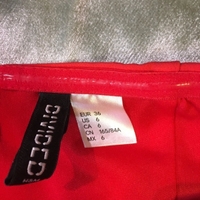 DIVIDED
EUR 36
US 6
CA 6
CN 165/84A
MX 6